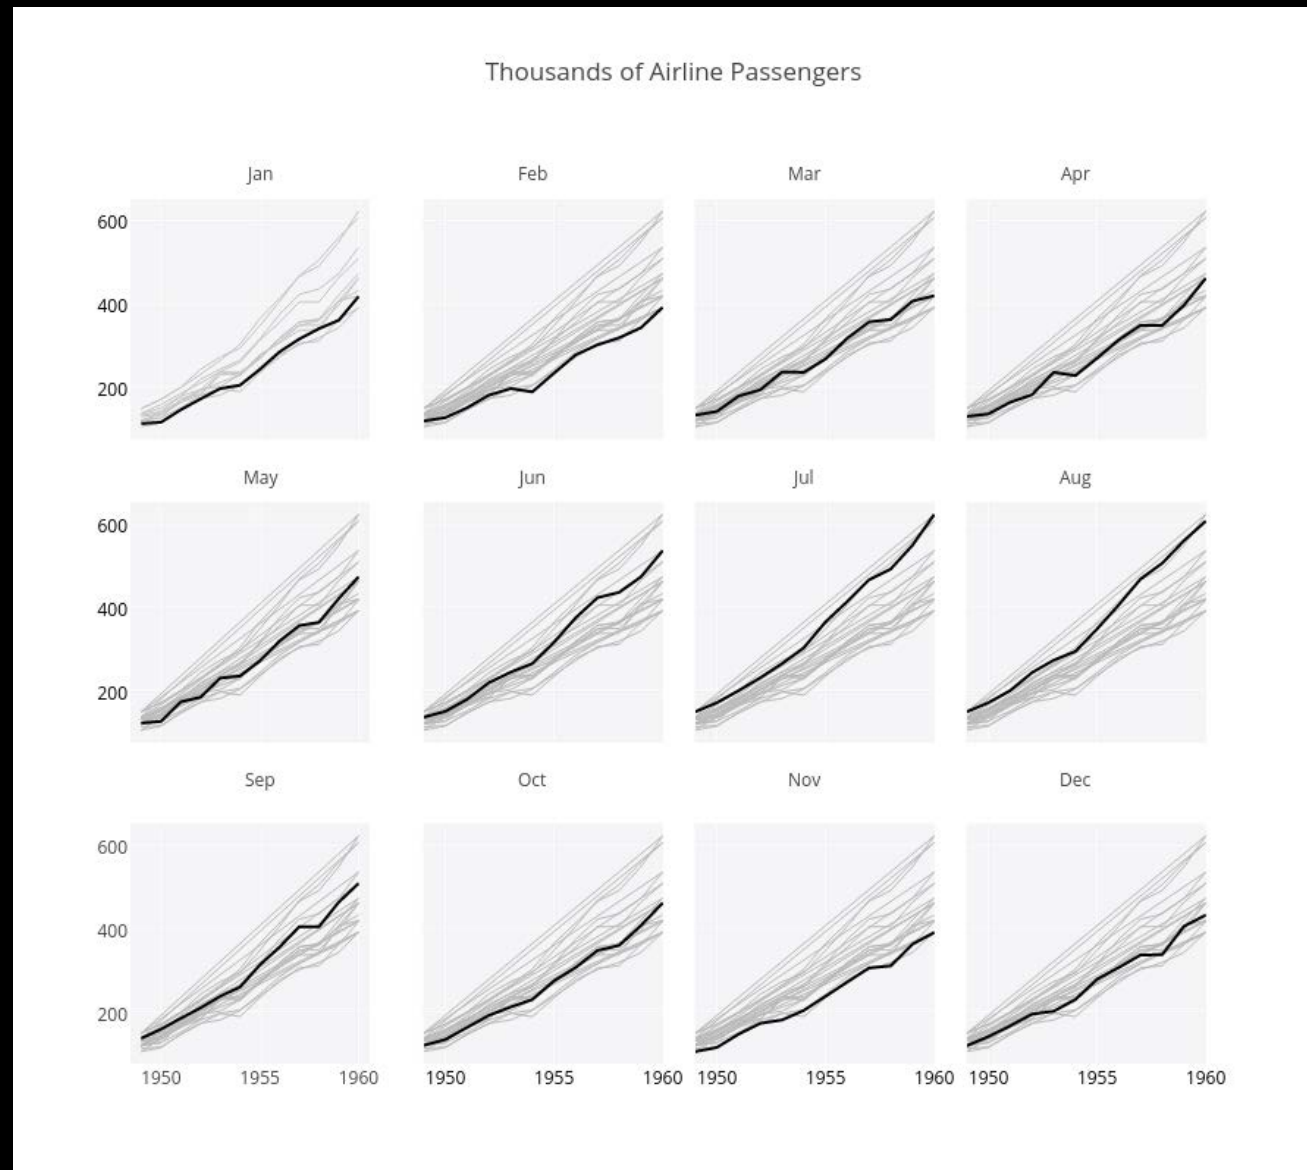 Thousands of Airline Passengers
Jan Feb Mar Apr
600
400
200
May Jun Jul Aug
600
400
200
Sep Oct Nov Dec
600
400
200
1950 1955 1960 1950 1955 1960 1950 1955 1960 1950 1955 1960